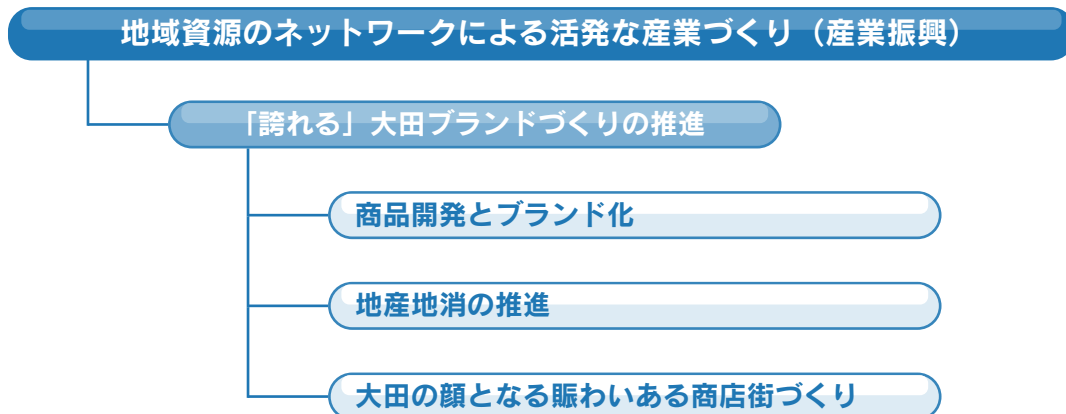 地域資源のネットワークによる活発な産業づくり（産業振興）
「誇れる」大田ブランドづくりの推進
商品開発とブランド化
地産地消の推進
大田の顔となる賑わいある商店街づくり